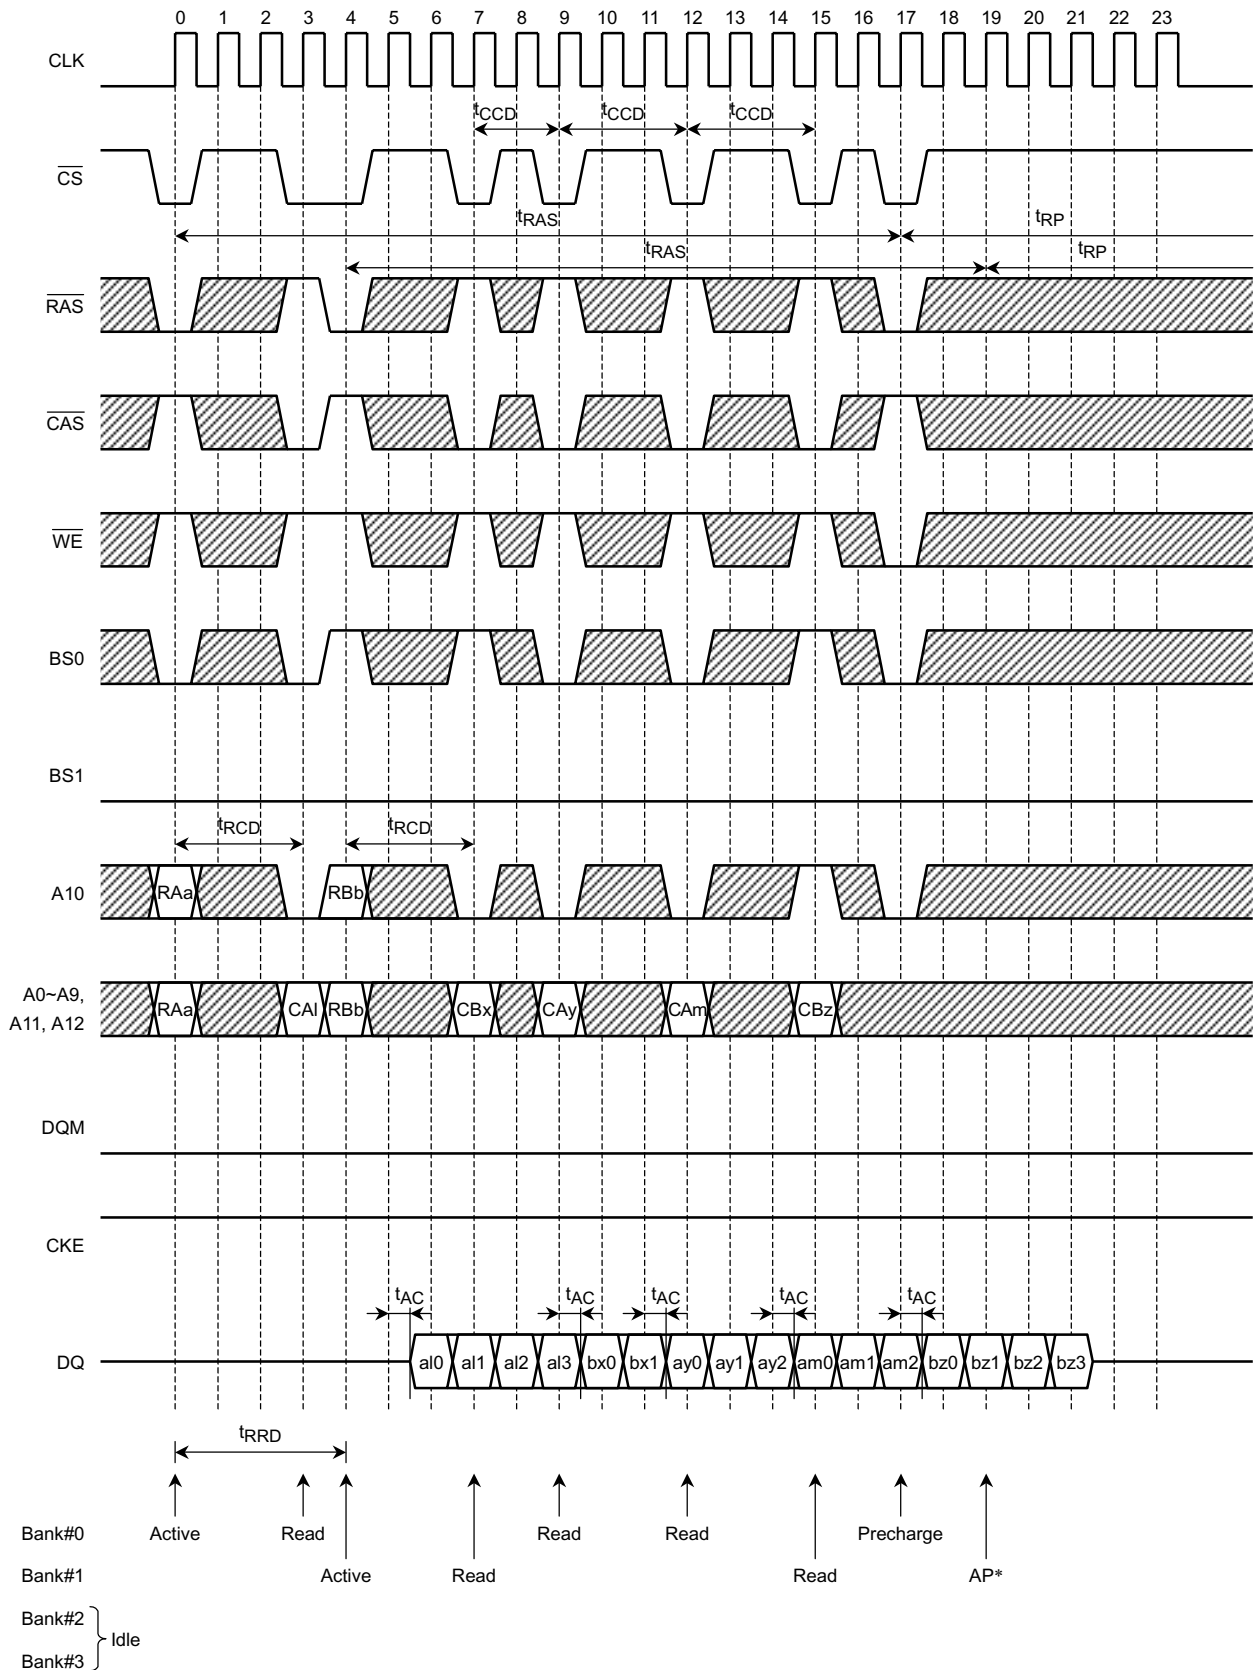 0 1 2 3 4 5 6 7 8 9 10 11 12 13 14 15 16 17 18 19 20 21 22 23
CLK
tCCD tCCD tCCD
CS
tRAS tRP
tRAS tRP
RAS
CAS
WE
BS0
BS1
tRCD tRCD
A10 RAa RBb
A0~A9,
A11, A12
RAa CAl RBb CBx CAy CAm CBz
DQM
CKE
tAC tAC tAC tAC tAC
DQ al0 al1 al2 al3 bx0 bx1 ay0 ay1 ay2 am0 am1 am2 bz0 bz1 bz2 bz3
tRRD
Bank#0 Active Read Read Read Precharge
Bank#1 Active Read Read AP*
Bank#2
Idle
Bank#3